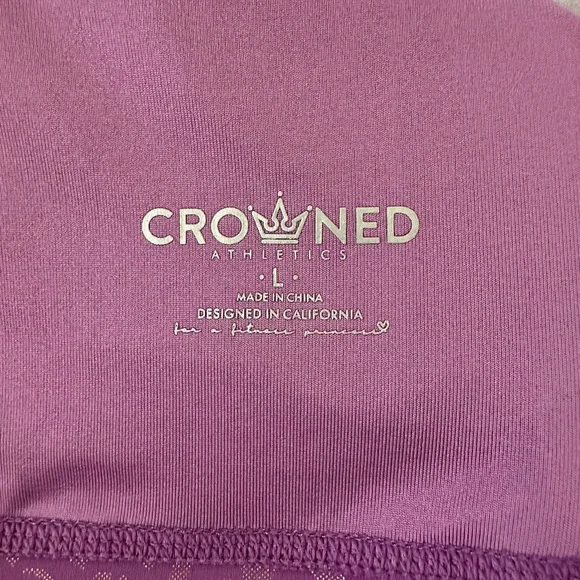 CROWNED
ATHLETICS
· L ·
MADE IN CHINA
DESIGNED IN CALIFORNIA
for a fitness princess